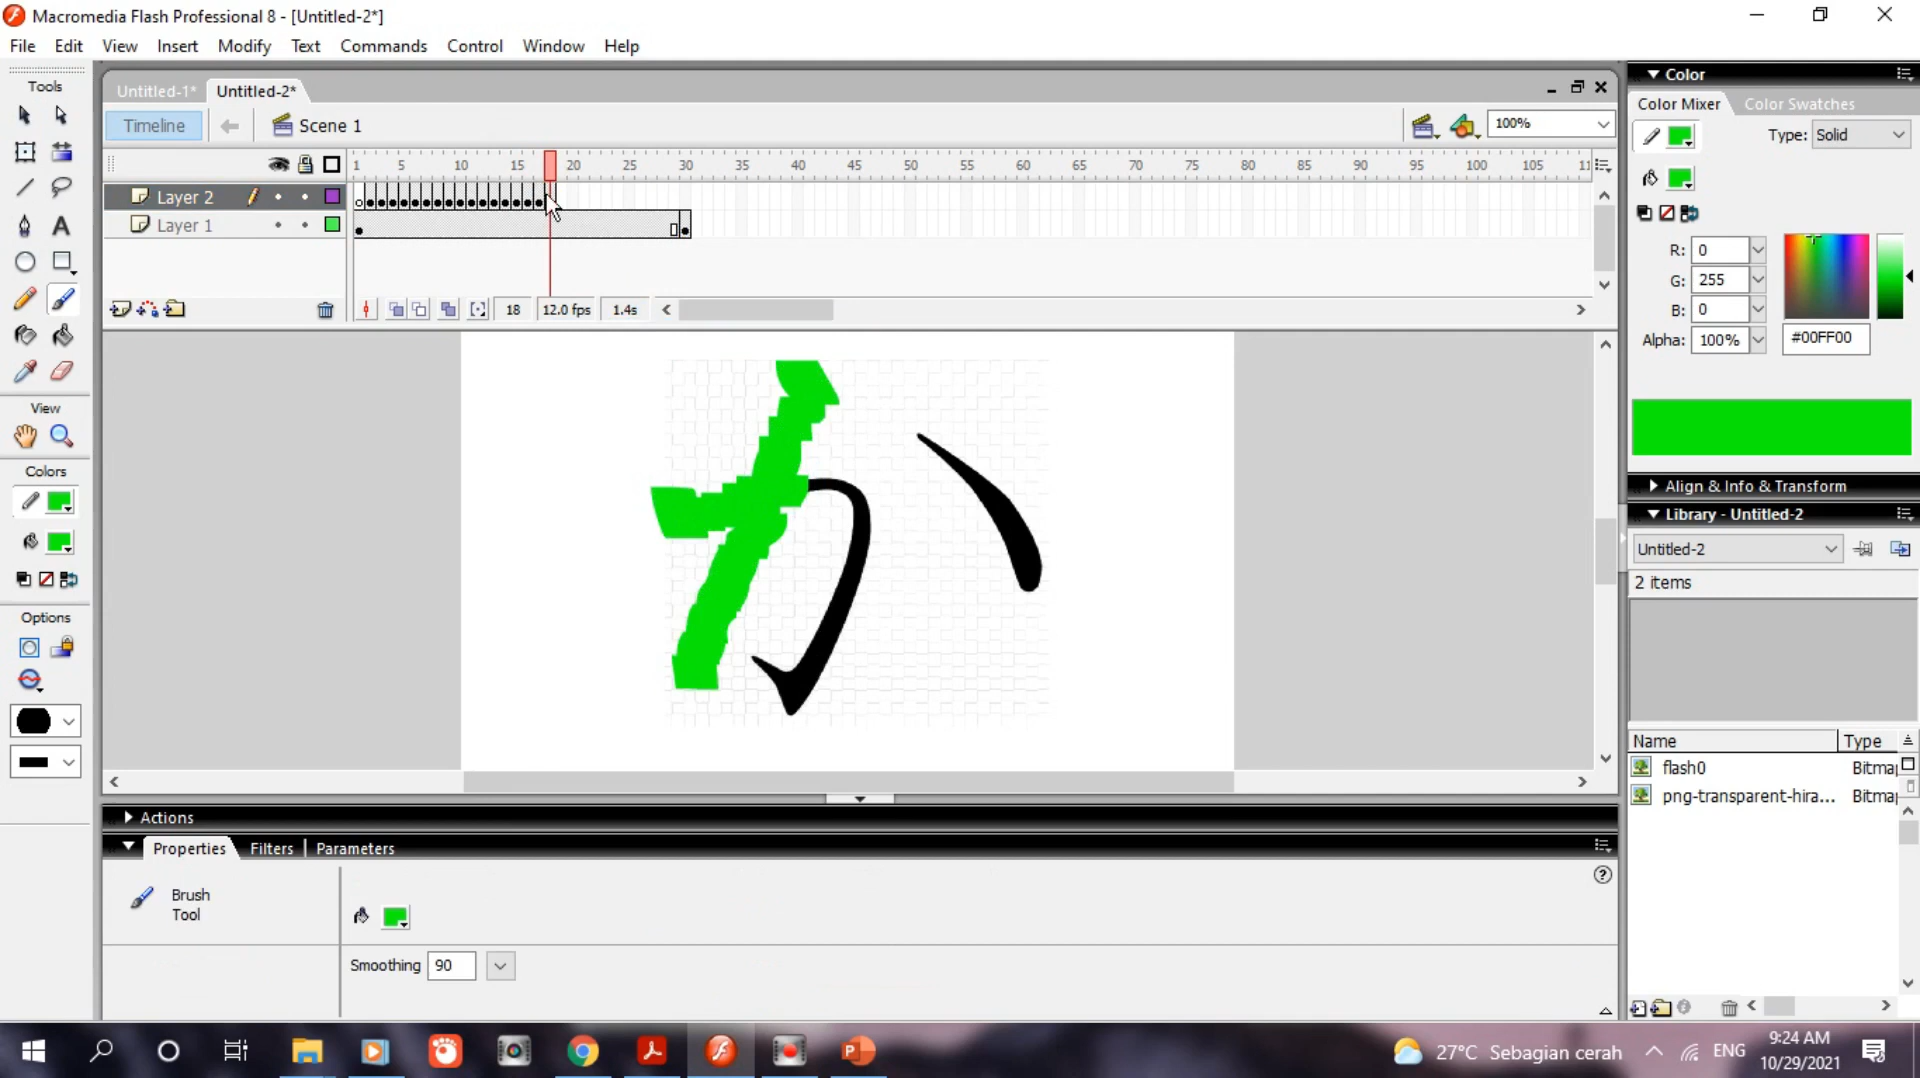 Macromedia Flash Professional 8 - [Untitled-2*]
File Edit View Insert Modify Text Commands Control Window Help
Tools
Untitled-1* Untitled-2*
Timeline Scene 1 100%
1 5 10 15 20 25 30 35 40 45 50 55 60 65 70 75 80 85 90 95 100 105 11
Layer 2
Layer 1
18 12.0 fps 1.4s
View
Colors
Options
か
Color
Color Mixer Color Swatches
Type: Solid
R: 0
G: 255
B: 0
Alpha: 100% #00FF00
Align & Info & Transform
Library - Untitled-2
Untitled-2
2 items
Name Type
flash0 Bitma
png-transparent-hira... Bitma
Actions
Properties Filters Parameters
Brush
Tool
Smoothing 90
27°C Sebagian cerah ENG 9:24 AM
10/29/2021